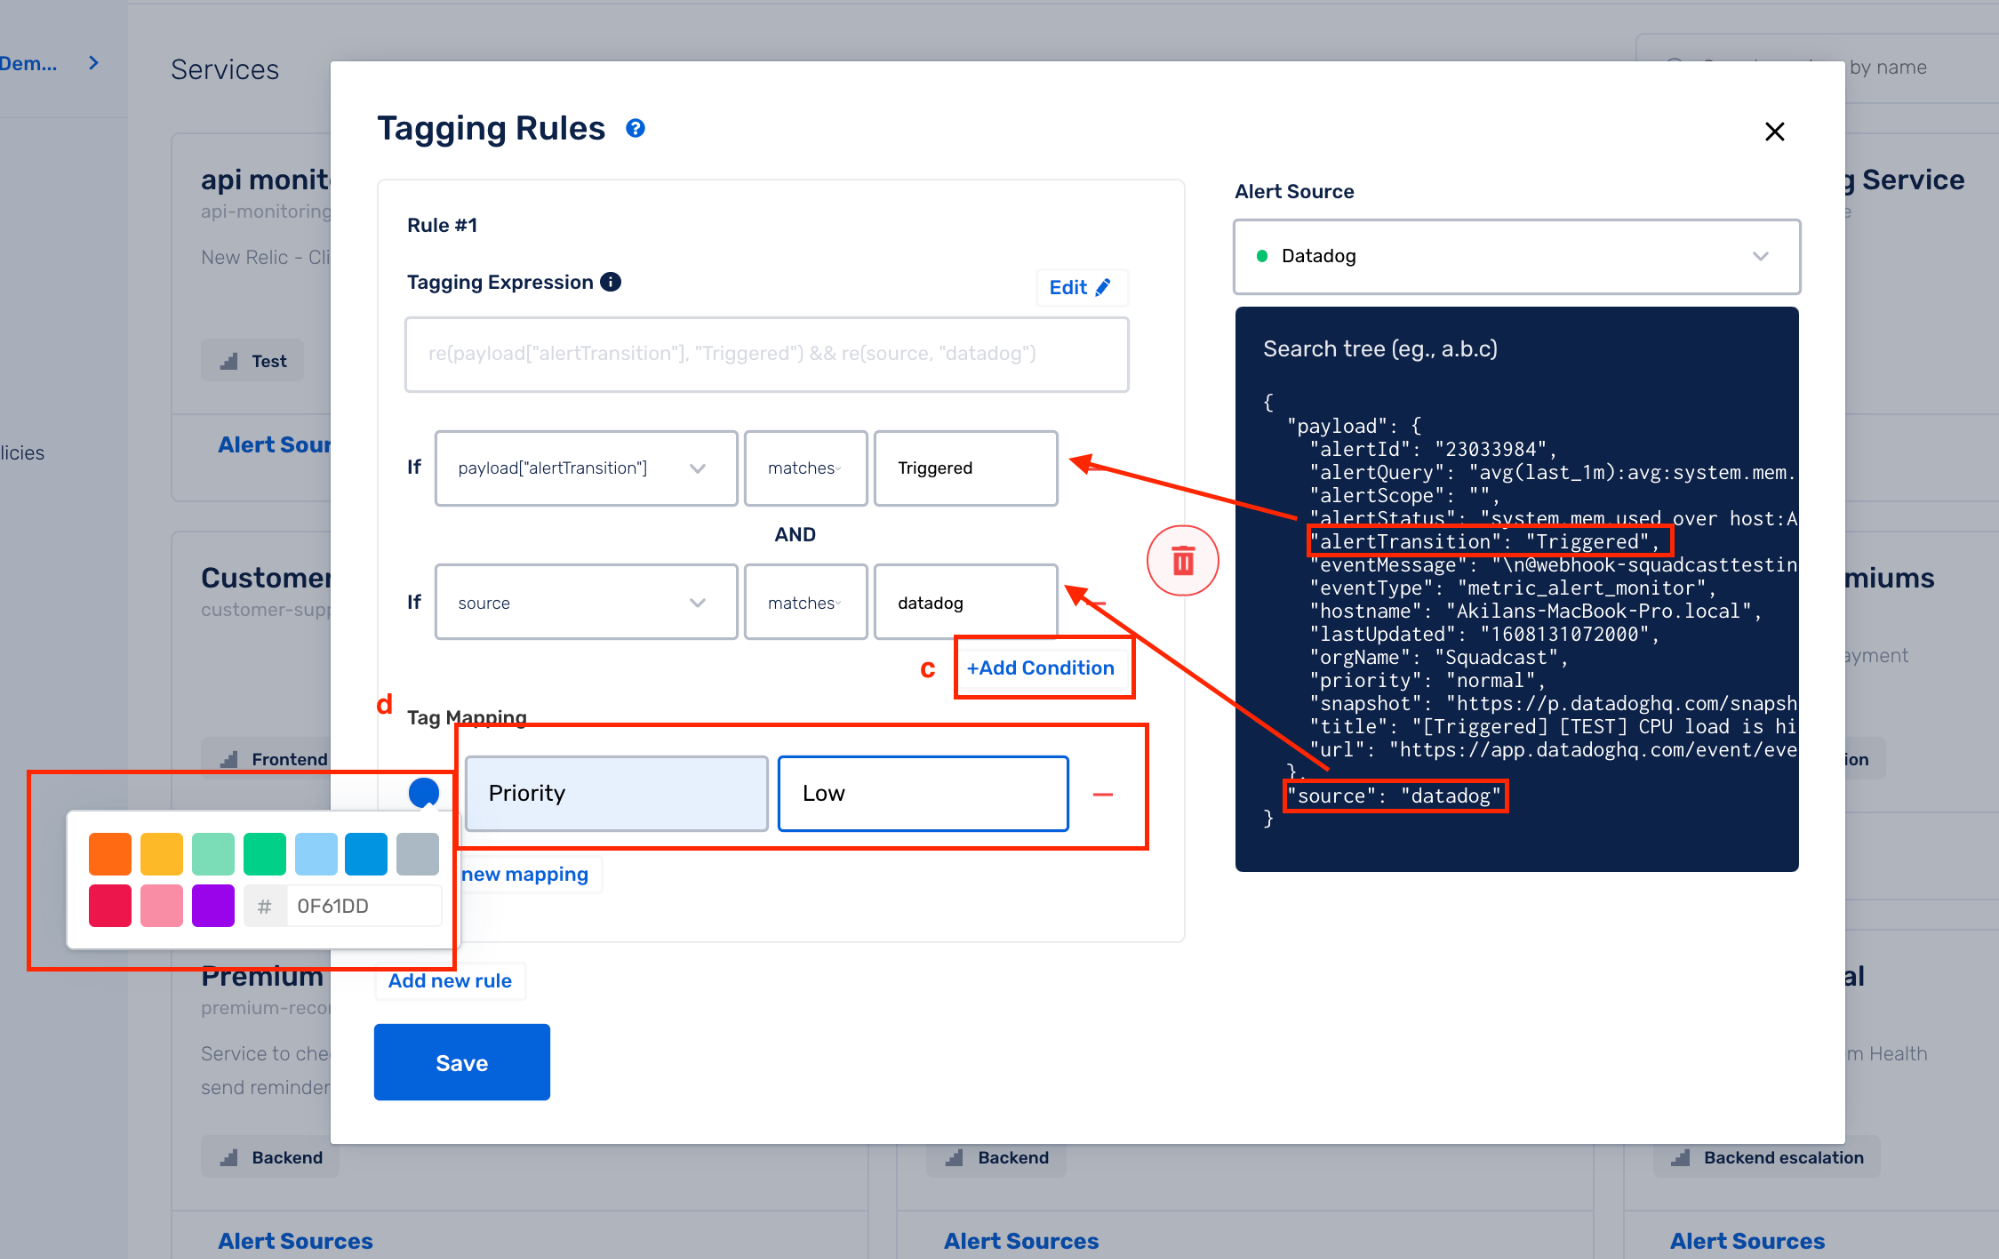 Dem...
Services
by name
Tagging Rules
api monit
g Service
api-monitoring
Alert Source
Rule #1
New Relic - Cli
Datadog
Tagging Expression
Edit
Search tree (eg., a.b.c)
re(payload["alertTransition"], "Triggered") && re(source, "datadog")
Test
{
"payload": {
"alertId": "23033984",
"alertQuery": "avg(last_1m):avg:system.mem.
"alertScope": "",
"alertStatus": "system.mem.used over host:A
"alertTransition": "Triggered",
"eventMessage": "\n@webhook-squadcasttestin
"eventType": "metric_alert_monitor",
"hostname": "Akilans-MacBook-Pro.local",
"lastUpdated": "1608131072000",
"orgName": "Squadcast",
"priority": "normal",
"snapshot": "https://p.datadoghq.com/snapsh
"title": "[Triggered] [TEST] CPU load is hi
"url": "https://app.datadoghq.com/event/eve
},
"source": "datadog"
}
Alert Sour
licies
If payload["alertTransition"] matches Triggered
AND
Customer
miums
customer-supp
If source matches datadog
ayment
c +Add Condition
d
Tag Mapping
Frontend
ion
Priority Low
new mapping
# 0F61DD
Premium
al
Add new rule
premium-recor
Service to che
m Health
send reminder
Save
Backend
Backend
Backend escalation
Alert Sources
Alert Sources
Alert Sources